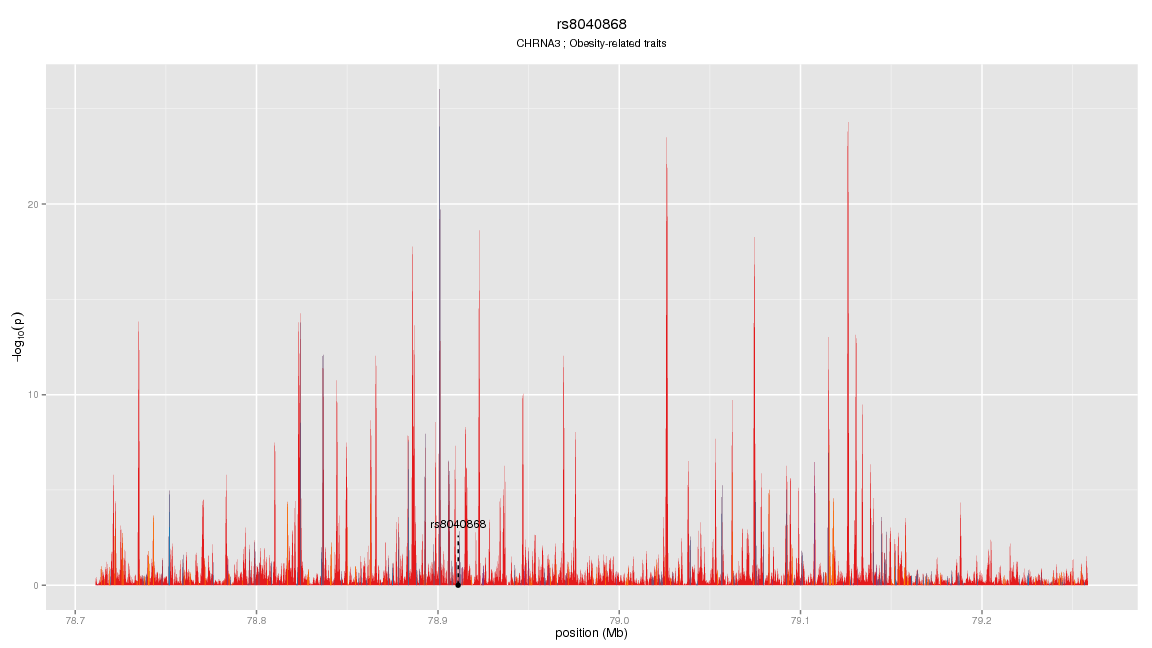 rs8040868
CHRNA3 ; Obesity-related traits
20
10
0
−log10(p)
rs8040868
78.7 78.8 78.9 79.0 79.1 79.2
position (Mb)